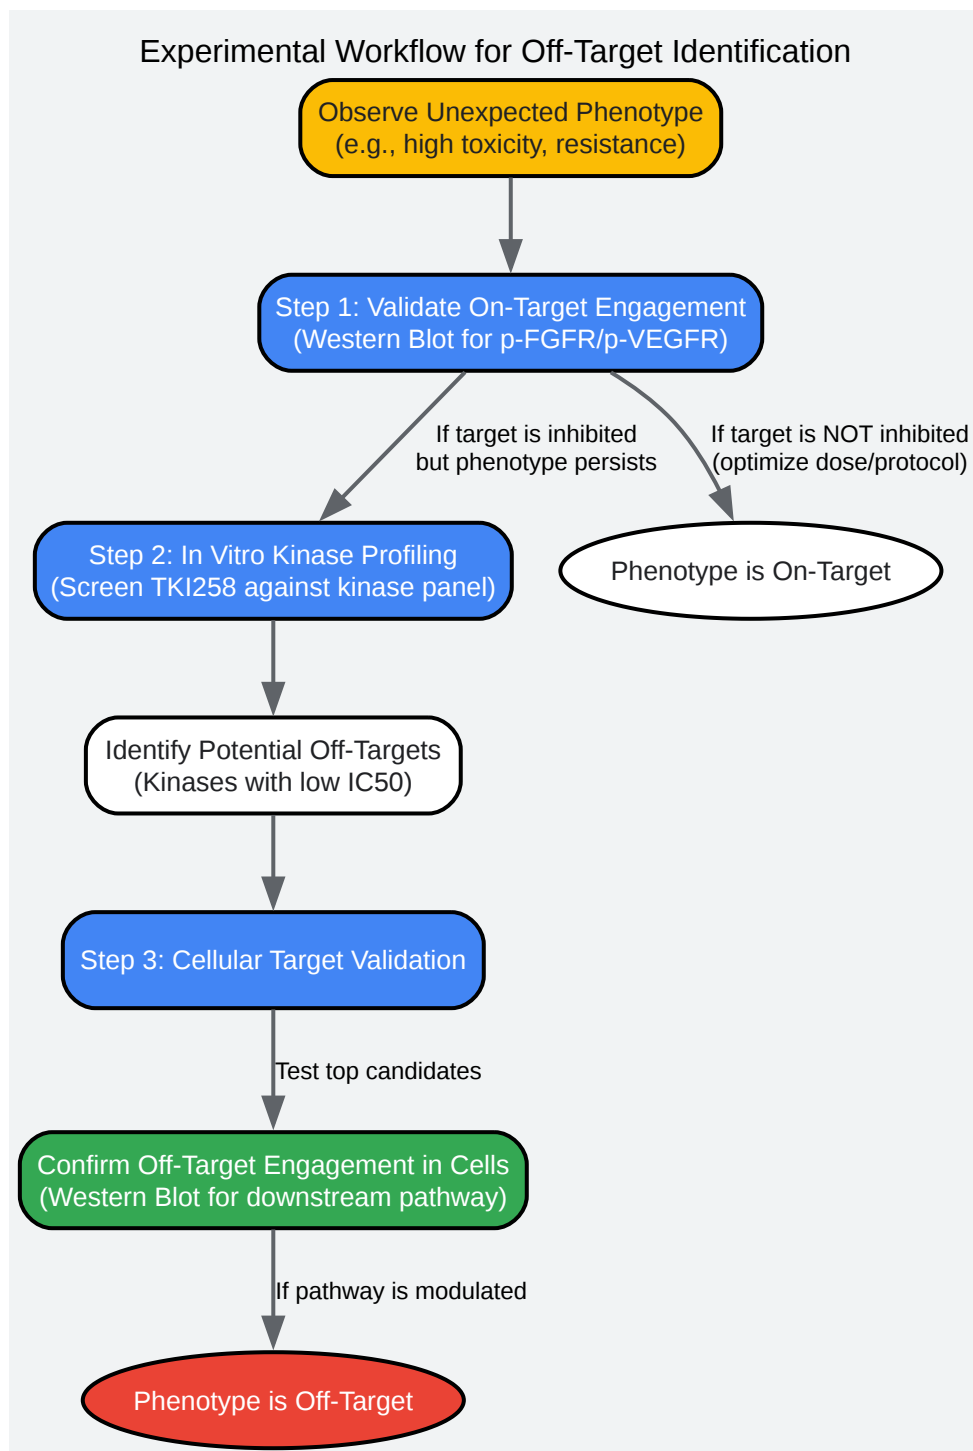 Experimental Workflow for Off-Target Identification
Observe Unexpected Phenotype
(e.g., high toxicity, resistance)
Step 1: Validate On-Target Engagement
(Western Blot for p-FGFR/p-VEGFR)
If target is inhibited
but phenotype persists
If target is NOT inhibited
(optimize dose/protocol)
Step 2: In Vitro Kinase Profiling
(Screen TKI258 against kinase panel)
Phenotype is On-Target
Identify Potential Off-Targets
(Kinases with low IC50)
Step 3: Cellular Target Validation
Test top candidates
Confirm Off-Target Engagement in Cells
(Western Blot for downstream pathway)
If pathway is modulated
Phenotype is Off-Target